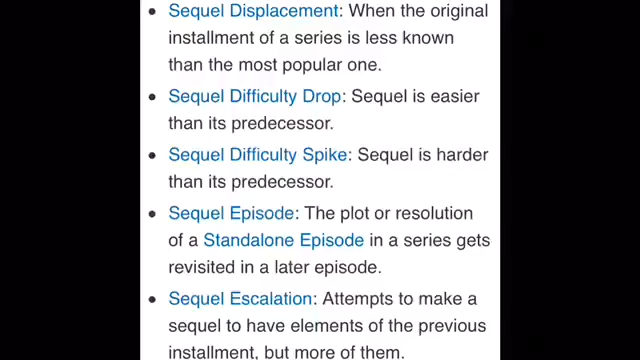 • Sequel Displacement: When the original
installment of a series is less known
than the most popular one.
• Sequel Difficulty Drop: Sequel is easier
than its predecessor.
• Sequel Difficulty Spike: Sequel is harder
than its predecessor.
• Sequel Episode: The plot or resolution
of a Standalone Episode in a series gets
revisited in a later episode.
• Sequel Escalation: Attempts to make a
sequel to have elements of the previous
installment, but more of them.